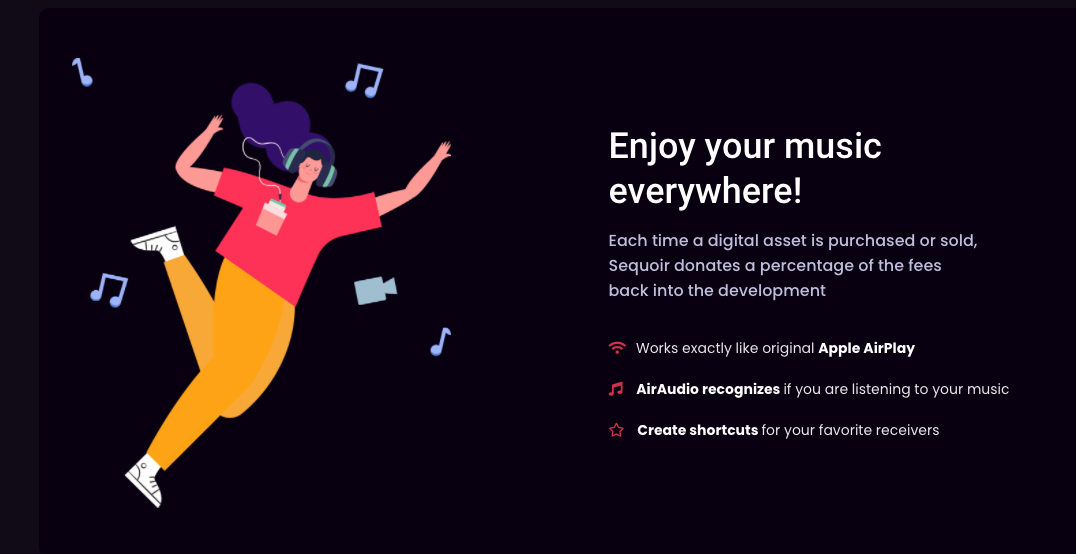 Enjoy your music
everywhere!
Each time a digital asset is purchased or sold,
Sequoir donates a percentage of the fees
back into the development
Works exactly like original Apple AirPlay
AirAudio recognizes if you are listening to your music
Create shortcuts for your favorite receivers